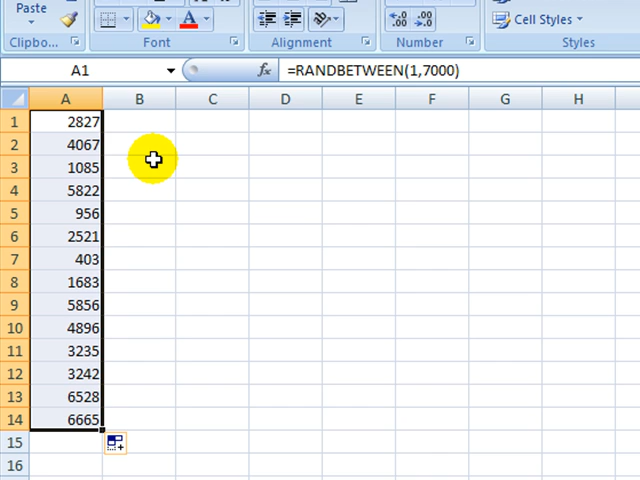 Paste
Cell Styles
Clipbo...
Font
Alignment
Number
Styles
A1
fx
=RANDBETWEEN(1,7000)
A B C D E F G H
1 2827
2 4067
3 1085
4 5822
5 956
6 2521
7 403
8 1683
9 5856
10 4896
11 3235
12 3242
13 6528
14 6665
15
16